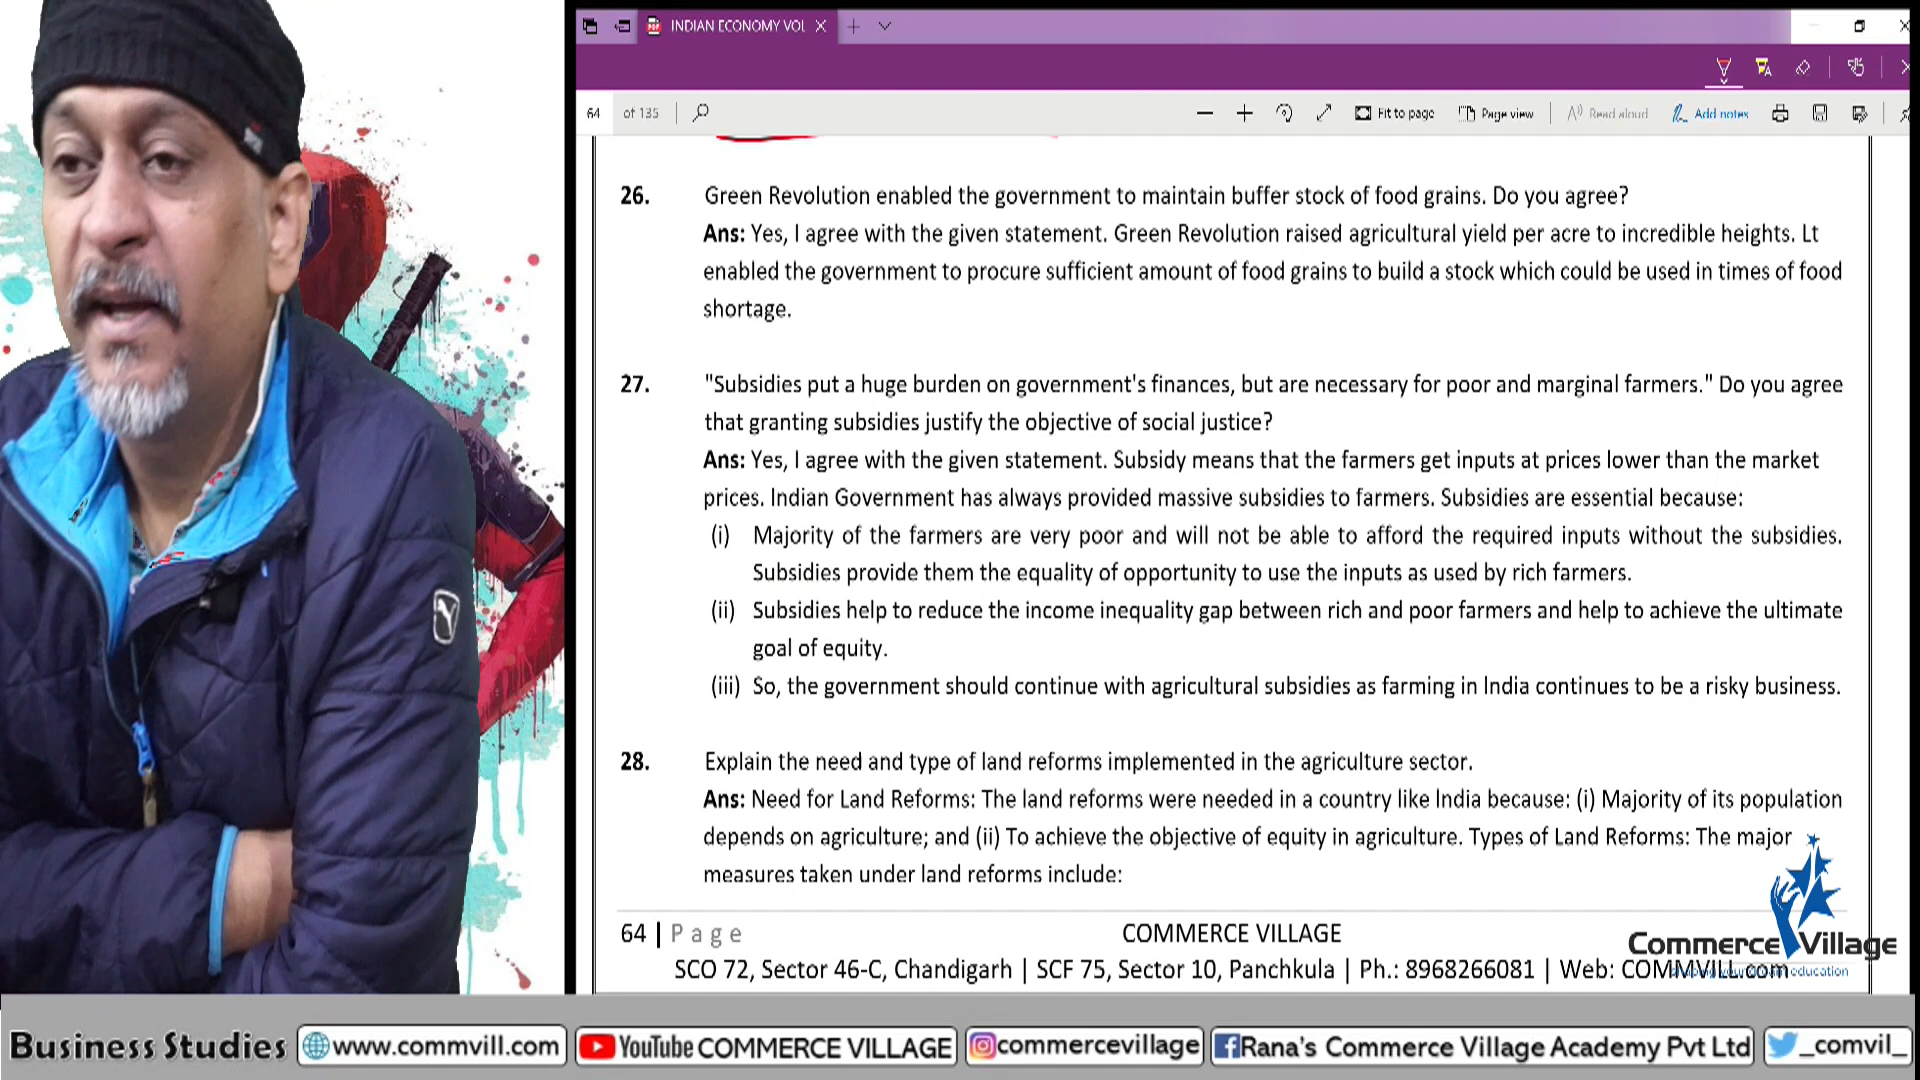 INDIAN ECONOMY VOL
64 of 135
Fit to page
Page view
Read aloud
Add notes
26. Green Revolution enabled the government to maintain buffer stock of food grains. Do you agree?
Ans: Yes, I agree with the given statement. Green Revolution raised agricultural yield per acre to incredible heights. Lt
enabled the government to procure sufficient amount of food grains to build a stock which could be used in times of food
shortage.
27. "Subsidies put a huge burden on government's finances, but are necessary for poor and marginal farmers." Do you agree
that granting subsidies justify the objective of social justice?
Ans: Yes, I agree with the given statement. Subsidy means that the farmers get inputs at prices lower than the market
prices. Indian Government has always provided massive subsidies to farmers. Subsidies are essential because:
(i) Majority of the farmers are very poor and will not be able to afford the required inputs without the subsidies.
Subsidies provide them the equality of opportunity to use the inputs as used by rich farmers.
(ii) Subsidies help to reduce the income inequality gap between rich and poor farmers and help to achieve the ultimate
goal of equity.
(iii) So, the government should continue with agricultural subsidies as farming in India continues to be a risky business.
28. Explain the need and type of land reforms implemented in the agriculture sector.
Ans: Need for Land Reforms: The land reforms were needed in a country like India because: (i) Majority of its population
depends on agriculture; and (ii) To achieve the objective of equity in agriculture. Types of Land Reforms: The major
measures taken under land reforms include:
64 | Page
COMMERCE VILLAGE
Commerce Village
SCO 72, Sector 46-C, Chandigarh | SCF 75, Sector 10, Panchkula | Ph.: 8968266081 | Web: COMMVILL.com
education
Business Studies
www.commvill.com
YouTube COMMERCE VILLAGE
commercevillage
Rana's Commerce Village Academy Pvt Ltd
_comvil_